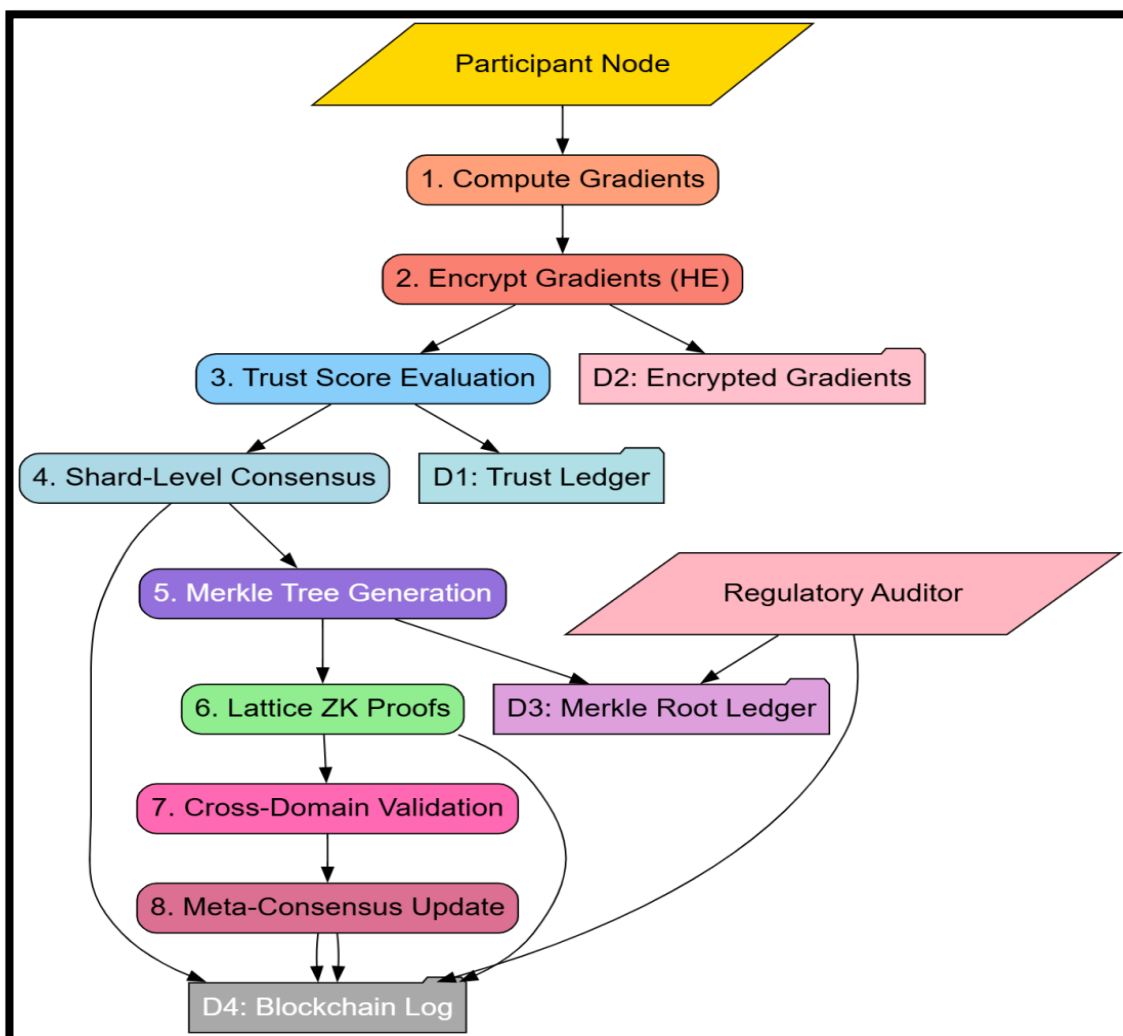 Participant Node
1. Compute Gradients
2. Encrypt Gradients (HE)
3. Trust Score Evaluation
D2: Encrypted Gradients
4. Shard-Level Consensus
D1: Trust Ledger
5. Merkle Tree Generation
Regulatory Auditor
6. Lattice ZK Proofs
D3: Merkle Root Ledger
7. Cross-Domain Validation
8. Meta-Consensus Update
D4: Blockchain Log